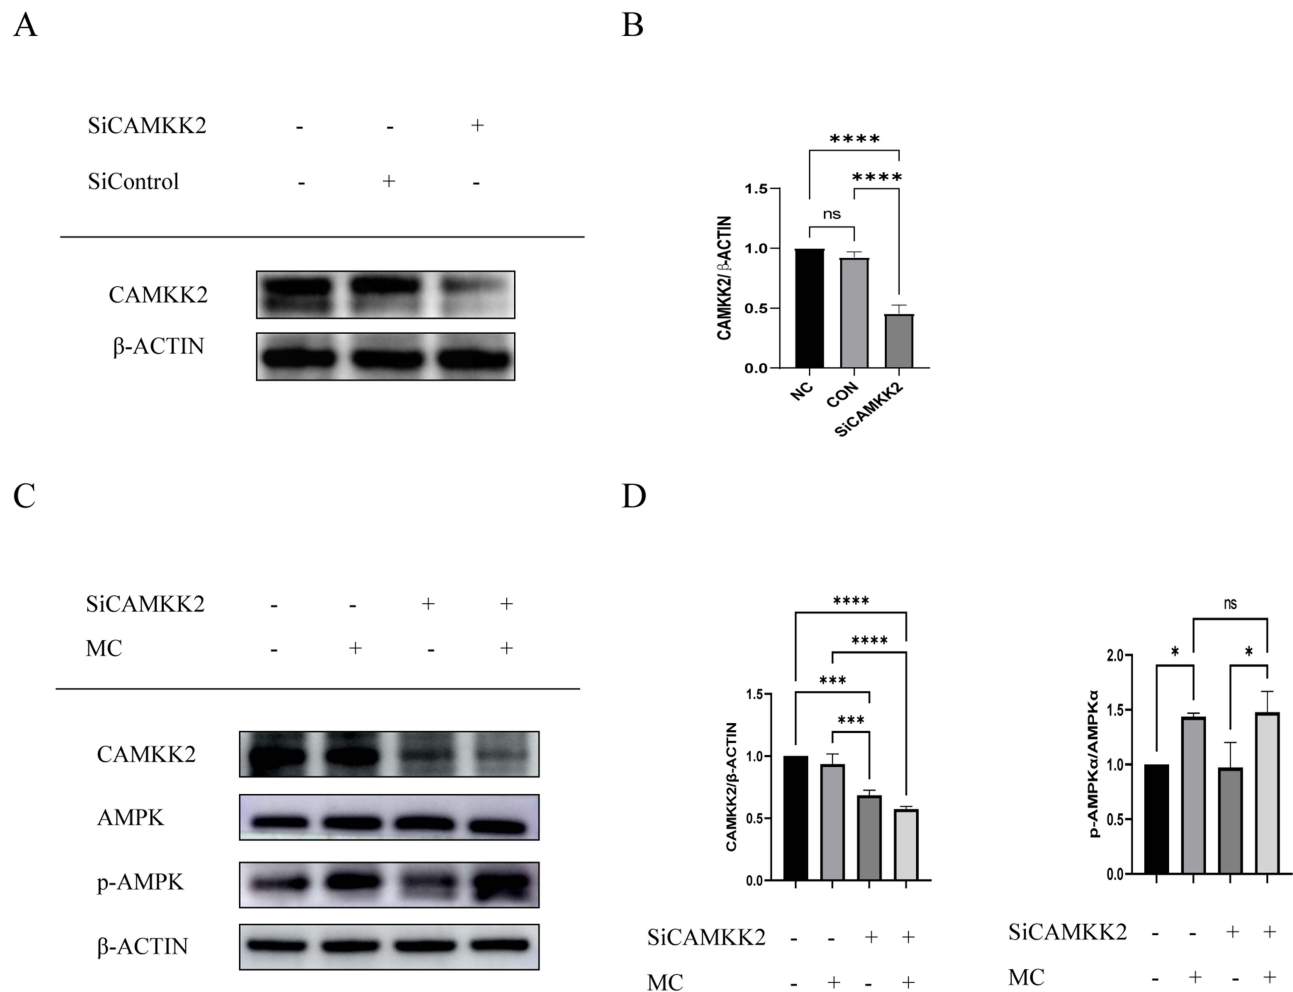 A
SiCAMKK2 - - +
SiControl - + -
CAMKK2
β-ACTIN
B
****
****
ns
1.5
1.0
0.5
0.0
CAMKK2/β-ACTIN
NC
CON
SiCAMKK2
C
SiCAMKK2 - - + +
MC - + - +
CAMKK2
AMPK
p-AMPK
β-ACTIN
D
****
****
***
***
1.5
1.0
0.5
0.0
CAMKK2/β-ACTIN
SiCAMKK2 - - + +
MC - + - +
ns
* *
2.0
1.5
1.0
0.5
0.0
p-AMPKα/AMPKα
SiCAMKK2 - - + +
MC - + - +